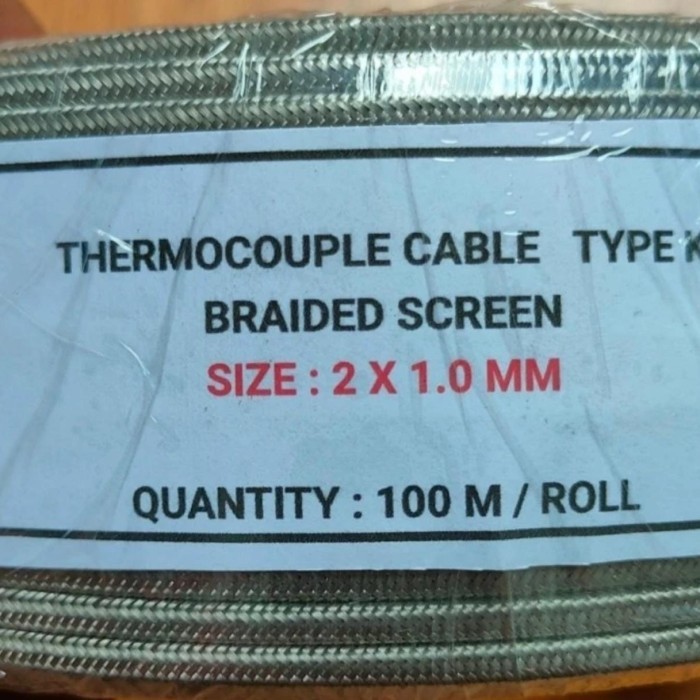 THERMOCOUPLE CABLE TYPE K
BRAIDED SCREEN
SIZE : 2 X 1.0 MM
QUANTITY : 100 M / ROLL